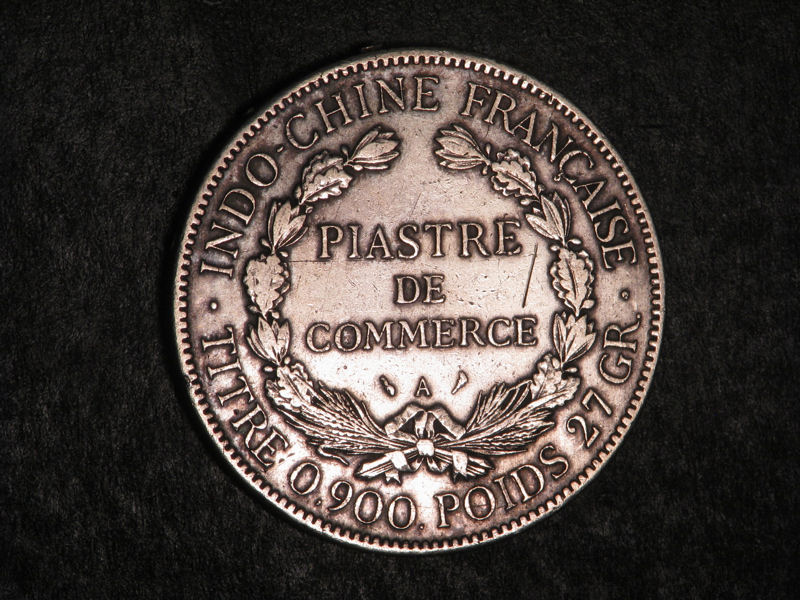 INDO-CHINE FRANÇAISE
PIASTRE
DE
COMMERCE
A
TITRE 0.900. POIDS 27 GR.